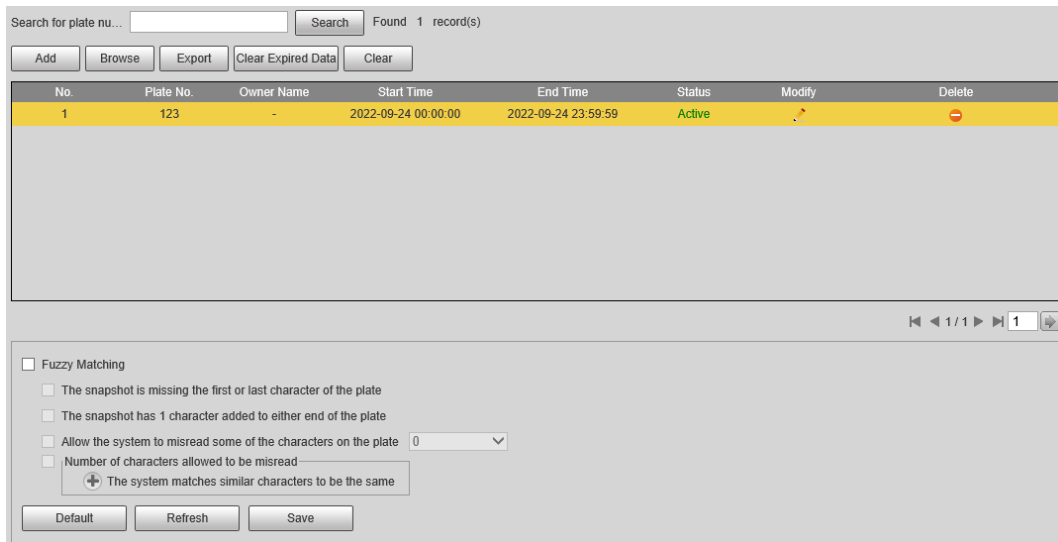 Search for plate nu... Search Found 1 record(s)
Add Browse Export Clear Expired Data Clear
No. Plate No. Owner Name Start Time End Time Status Modify Delete
1 123 - 2022-09-24 00:00:00 2022-09-24 23:59:59 Active
1 / 1 1
Fuzzy Matching
The snapshot is missing the first or last character of the plate
The snapshot has 1 character added to either end of the plate
Allow the system to misread some of the characters on the plate 0
Number of characters allowed to be misread
The system matches similar characters to be the same
Default Refresh Save